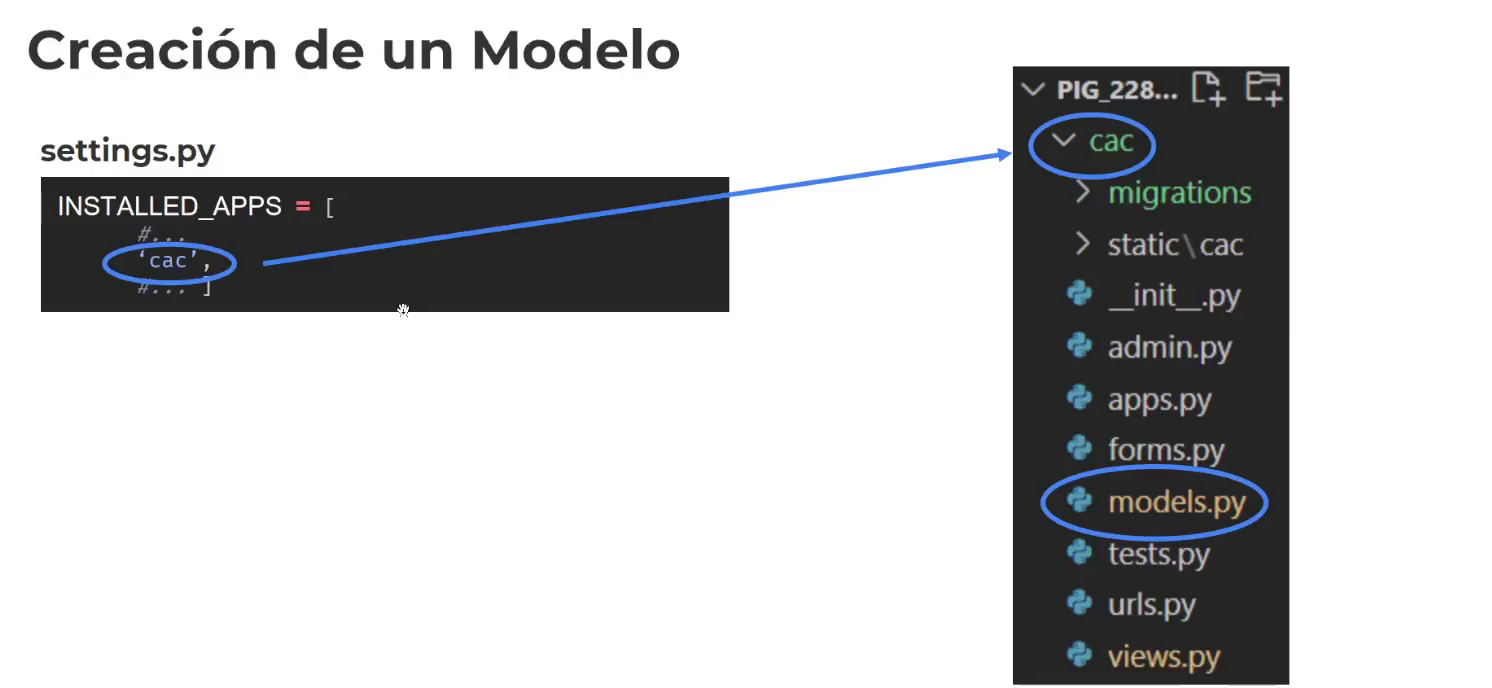 Creación de un Modelo
settings.py
INSTALLED_APPS = [
#...
‘cac’,
#... ]
PIG_228...
cac
migrations
static\cac
__init__.py
admin.py
apps.py
forms.py
models.py
tests.py
urls.py
views.py